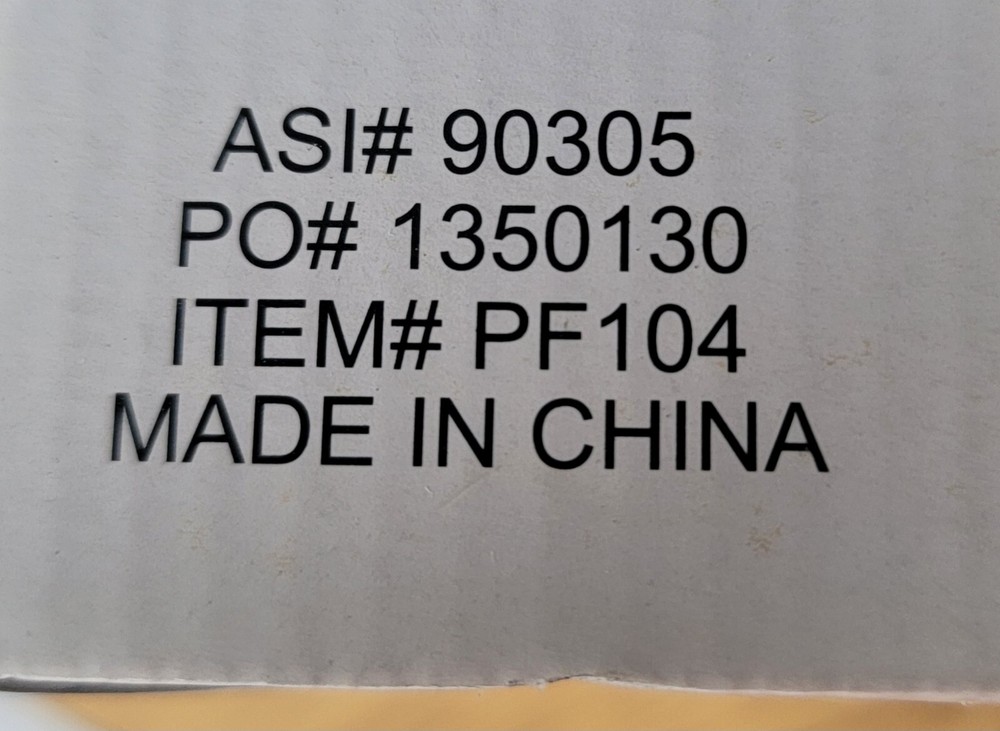 ASI# 90305
PO# 1350130
ITEM# PF104
MADE IN CHINA